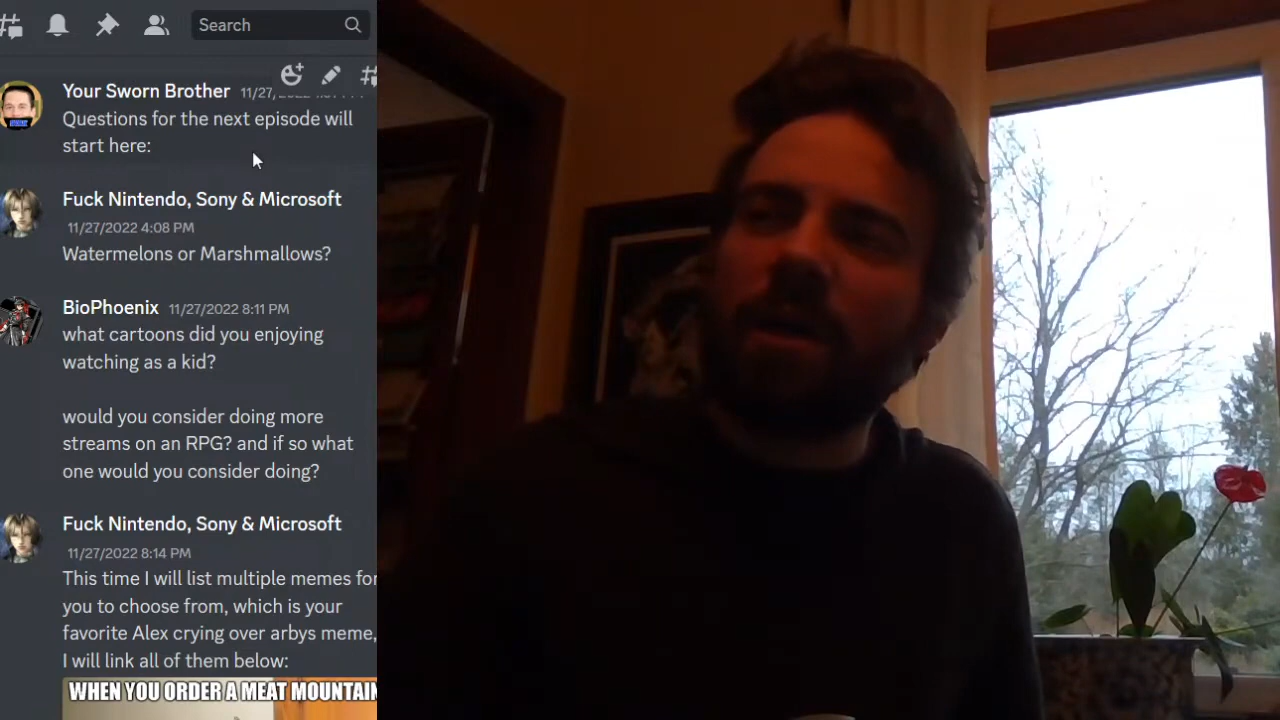 Search
Your Sworn Brother 11/27/2022
Questions for the next episode will
start here:
Fuck Nintendo, Sony & Microsoft
11/27/2022 4:08 PM
Watermelons or Marshmallows?
BioPhoenix 11/27/2022 8:11 PM
what cartoons did you enjoying
watching as a kid?
would you consider doing more
streams on an RPG? and if so what
one would you consider doing?
Fuck Nintendo, Sony & Microsoft
11/27/2022 8:14 PM
This time I will list multiple memes for
you to choose from, which is your
favorite Alex crying over arbys meme,
I will link all of them below:
WHEN YOU ORDER A MEAT MOUNTAIN